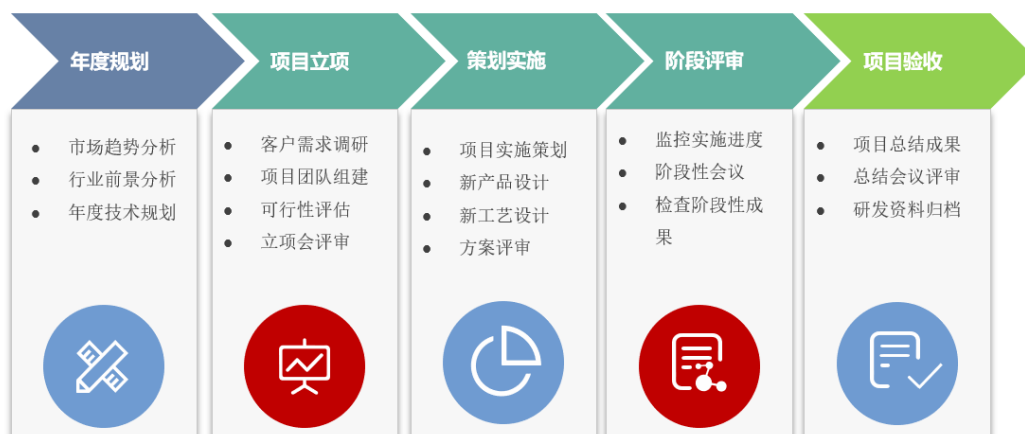 年度规划
项目立项
策划实施
阶段评审
项目验收
市场趋势分析
行业前景分析
年度技术规划
客户需求调研
项目团队组建
可行性评估
立项会评审
项目实施策划
新产品设计
新工艺设计
方案评审
监控实施进度
阶段性会议
检查阶段性成
果
项目总结成果
总结会议评审
研发资料归档